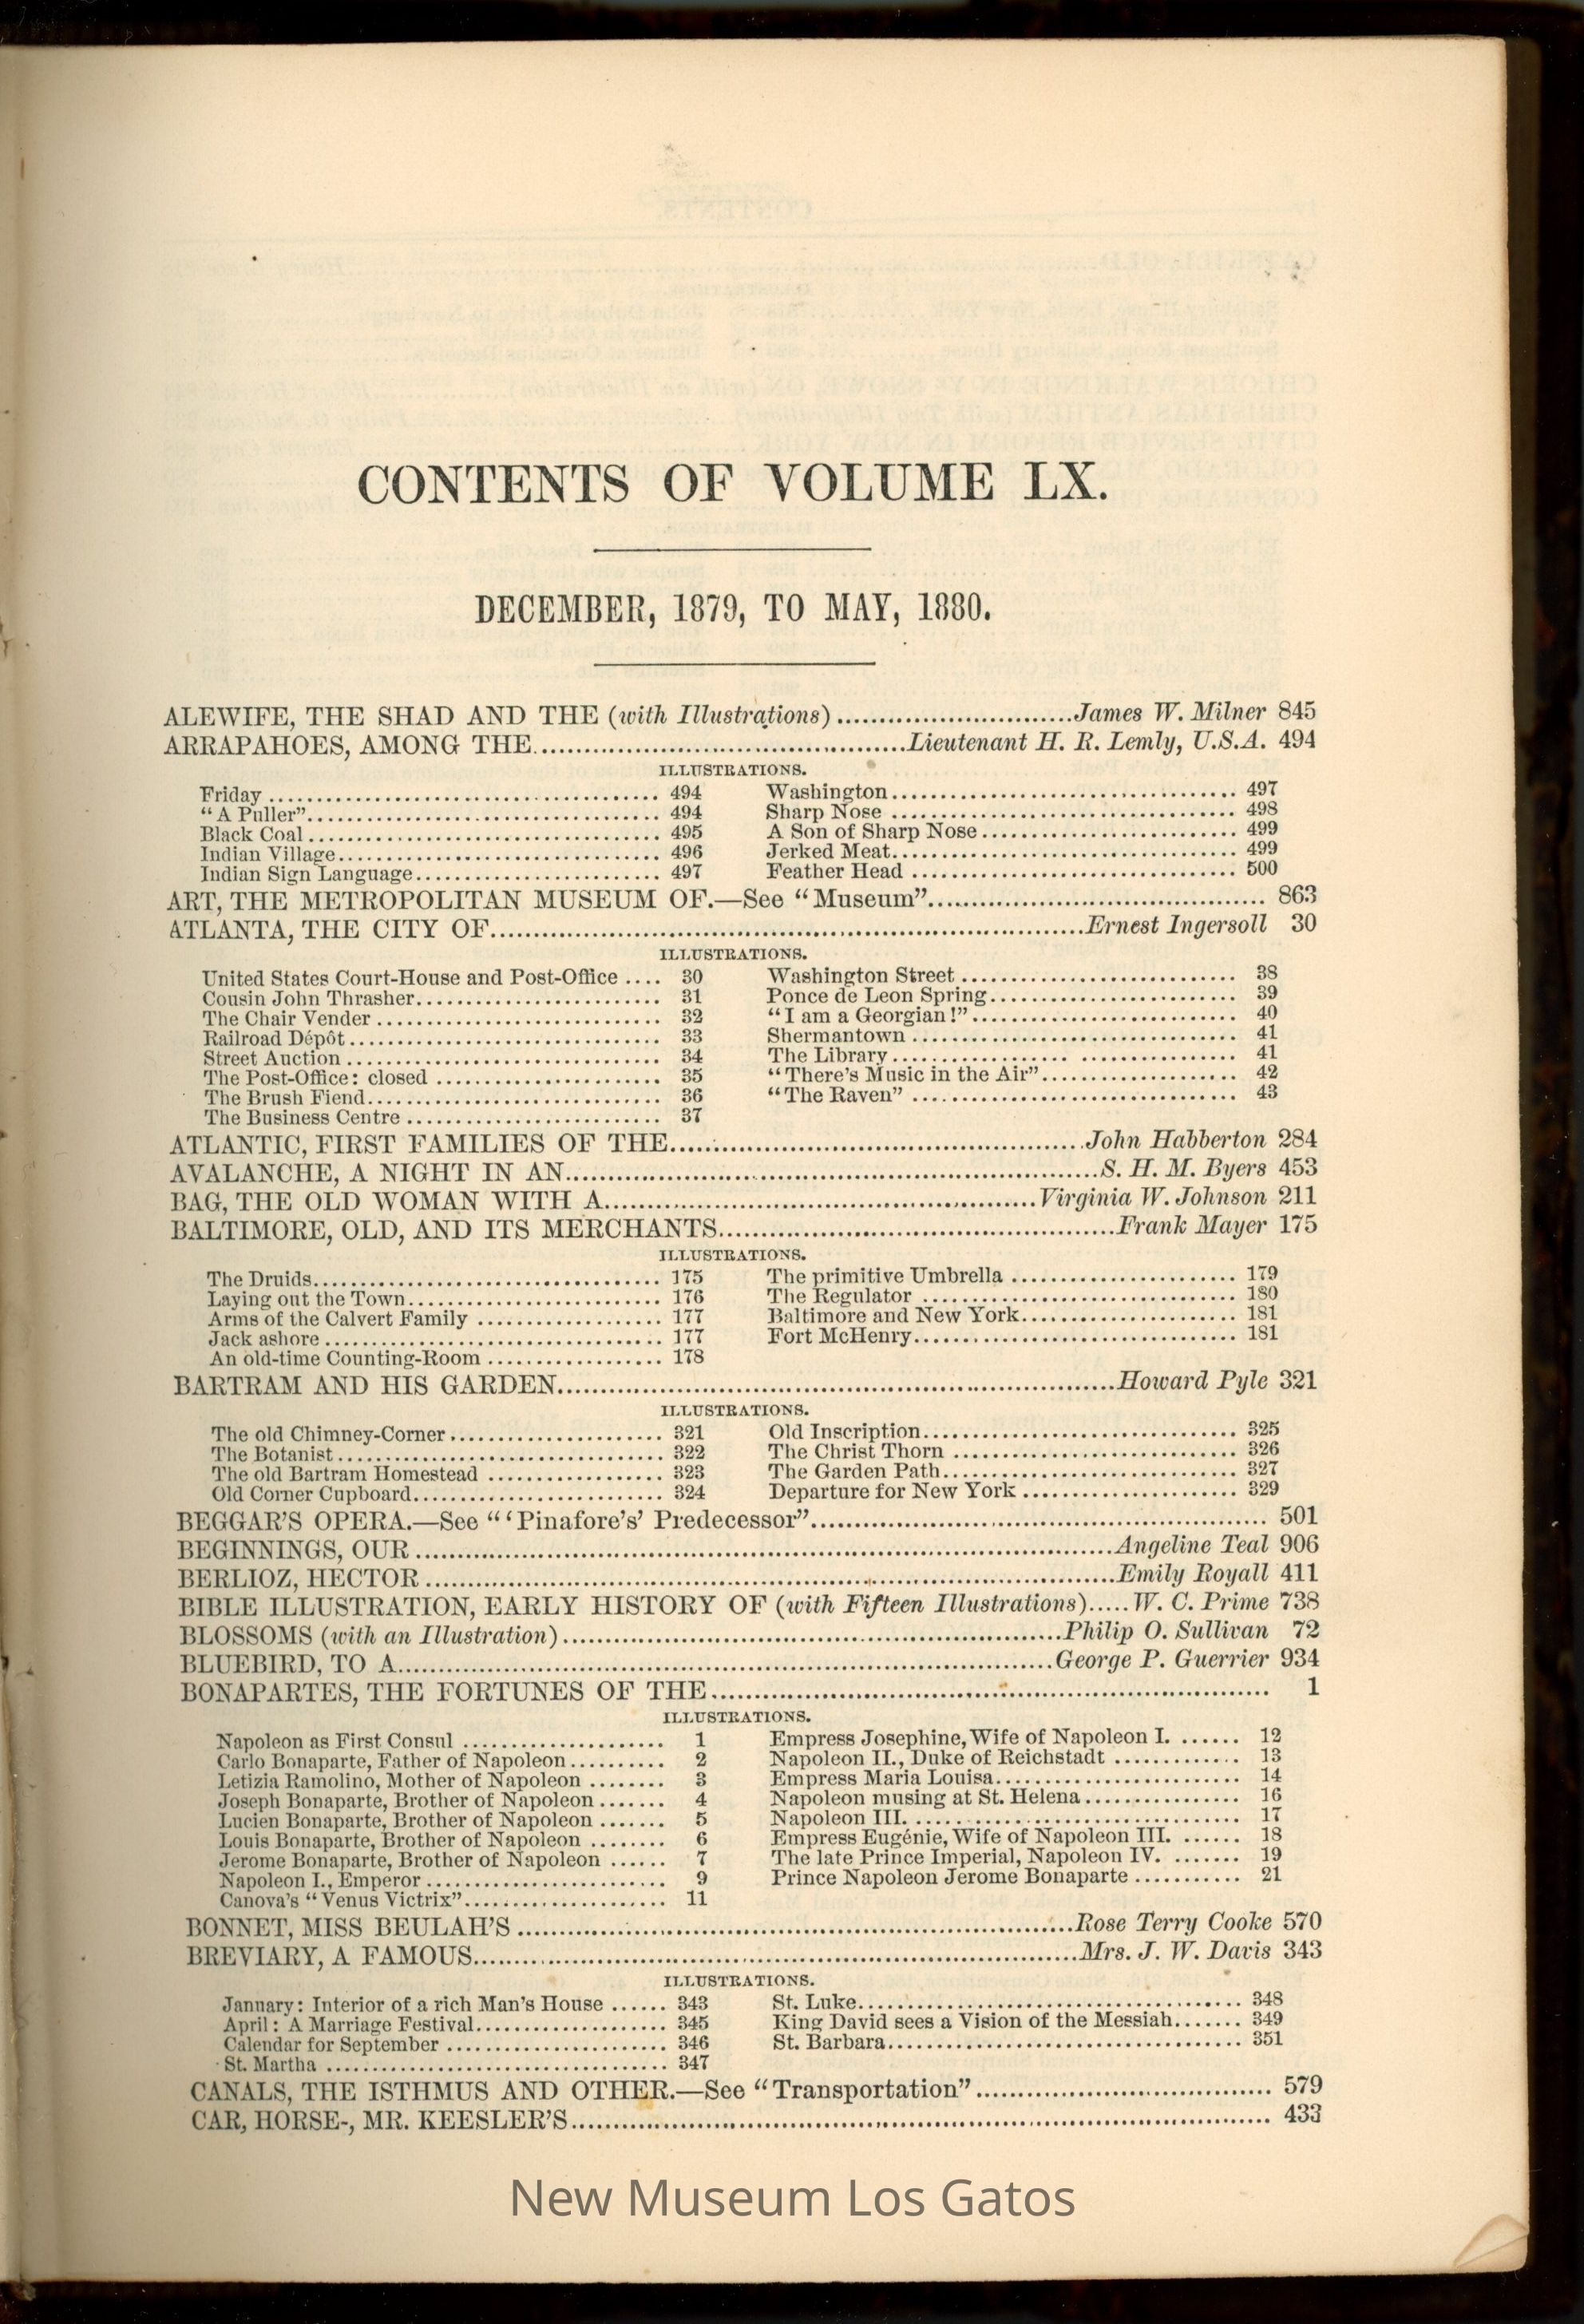 CONTENTS OF VOLUME LX.
DECEMBER, 1879, TO MAY, 1880.
ALEWIFE, THE SHAD AND THE (with Illustrations)............................James W. Milner 845
ARRAPAHOES, AMONG THE............................Lieutenant H. R. Lemly, U.S.A. 494
ILLUSTRATIONS.
Friday ............................ 494
“A Puller”............................ 494
Black Coal ............................ 495
Indian Village............................ 496
Indian Sign Language............................ 497
Washington............................ 497
Sharp Nose ............................ 498
A Son of Sharp Nose............................ 499
Jerked Meat............................ 499
Feather Head ............................ 500
ART, THE METROPOLITAN MUSEUM OF.—See “Museum”............................ 863
ATLANTA, THE CITY OF............................Ernest Ingersoll 30
ILLUSTRATIONS.
United States Court-House and Post-Office .... 30
Cousin John Thrasher............................ 31
The Chair Vender ............................ 32
Railroad Dépôt............................ 33
Street Auction ............................ 34
The Post-Office: closed ............................ 35
The Brush Fiend............................ 36
The Business Centre ............................ 37
Washington Street ............................ 38
Ponce de Leon Spring............................ 39
“I am a Georgian!”............................ 40
Shermantown ............................ 41
The Library............................ 41
“There's Music in the Air”.................... 42
“The Raven” ............................ 43
ATLANTIC, FIRST FAMILIES OF THE............................John Habberton 284
AVALANCHE, A NIGHT IN AN............................S. H. M. Byers 453
BAG, THE OLD WOMAN WITH A............................Virginia W. Johnson 211
BALTIMORE, OLD, AND ITS MERCHANTS............................Frank Mayer 175
ILLUSTRATIONS.
The Druids............................ 175
Laying out the Town............................ 176
Arms of the Calvert Family ................... 177
Jack ashore ............................ 177
An old-time Counting-Room .................. 178
The primitive Umbrella ....................... 179
The Regulator ............................ 180
Baltimore and New York...................... 181
Fort McHenry............................ 181
BARTRAM AND HIS GARDEN............................Howard Pyle 321
ILLUSTRATIONS.
The old Chimney-Corner...................... 321
The Botanist............................ 322
The old Bartram Homestead .................. 323
Old Corner Cupboard.......................... 324
Old Inscription............................ 325
The Christ Thorn ............................ 326
The Garden Path............................ 327
Departure for New York ...................... 329
BEGGAR'S OPERA.—See “‘Pinafore's’ Predecessor”............................ 501
BEGINNINGS, OUR ............................Angeline Teal 906
BERLIOZ, HECTOR ............................Emily Royall 411
BIBLE ILLUSTRATION, EARLY HISTORY OF (with Fifteen Illustrations).....W. C. Prime 738
BLOSSOMS (with an Illustration)............................Philip O. Sullivan 72
BLUEBIRD, TO A............................George P. Guerrier 934
BONAPARTES, THE FORTUNES OF THE............................ 1
ILLUSTRATIONS.
Napoleon as First Consul ..................... 1
Carlo Bonaparte, Father of Napoleon.......... 2
Letizia Ramolino, Mother of Napoleon ........ 3
Joseph Bonaparte, Brother of Napoleon ....... 4
Lucien Bonaparte, Brother of Napoleon ....... 5
Louis Bonaparte, Brother of Napoleon ........ 6
Jerome Bonaparte, Brother of Napoleon ...... 7
Napoleon I., Emperor ......................... 9
Canova's “Venus Victrix”..................... 11
Empress Josephine, Wife of Napoleon I. ...... 12
Napoleon II., Duke of Reichstadt ............. 13
Empress Maria Louisa......................... 14
Napoleon musing at St. Helena ................ 16
Napoleon III. ............................ 17
Empress Eugénie, Wife of Napoleon III. ...... 18
The late Prince Imperial, Napoleon IV. ....... 19
Prince Napoleon Jerome Bonaparte ........... 21
BONNET, MISS BEULAH'S ............................Rose Terry Cooke 570
BREVIARY, A FAMOUS............................Mrs. J. W. Davis 343
ILLUSTRATIONS.
January: Interior of a rich Man's House ...... 343
April: A Marriage Festival.................... 345
Calendar for September ....................... 346
St. Martha ............................ 347
St. Luke............................ 348
King David sees a Vision of the Messiah....... 349
St. Barbara............................ 351
CANALS, THE ISTHMUS AND OTHER.—See “Transportation”............................ 579
CAR, HORSE-, MR. KEESLER'S............................ 433
New Museum Los Gatos